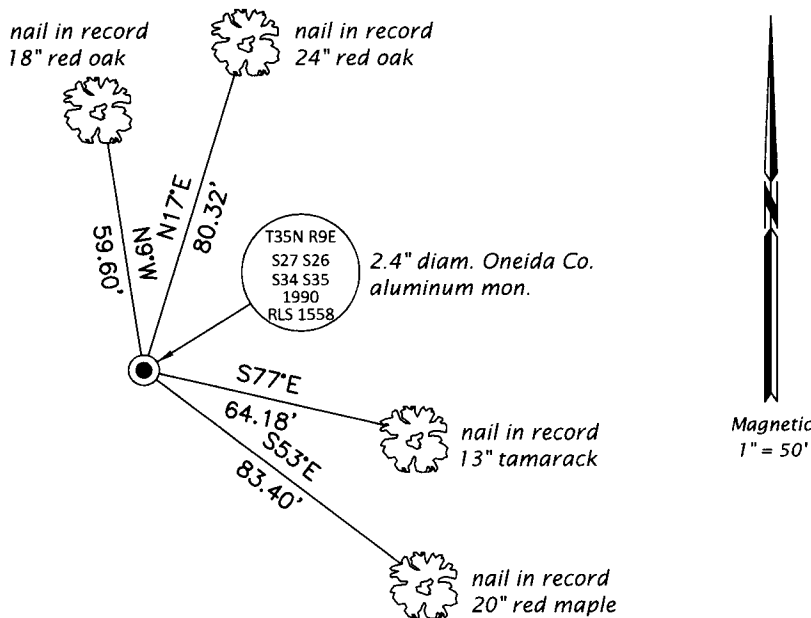 nail in record
18" red oak
nail in record
24" red oak
N9°W
59.60'
N17°E
80.32'
T35N R9E
S27 S26
S34 S35
1990
RLS 1558
2.4" diam. Oneida Co.
aluminum mon.
S77°E
64.18'
nail in record
13" tamarack
S53°E
83.40'
nail in record
20" red maple
N
Magnetic
1" = 50'